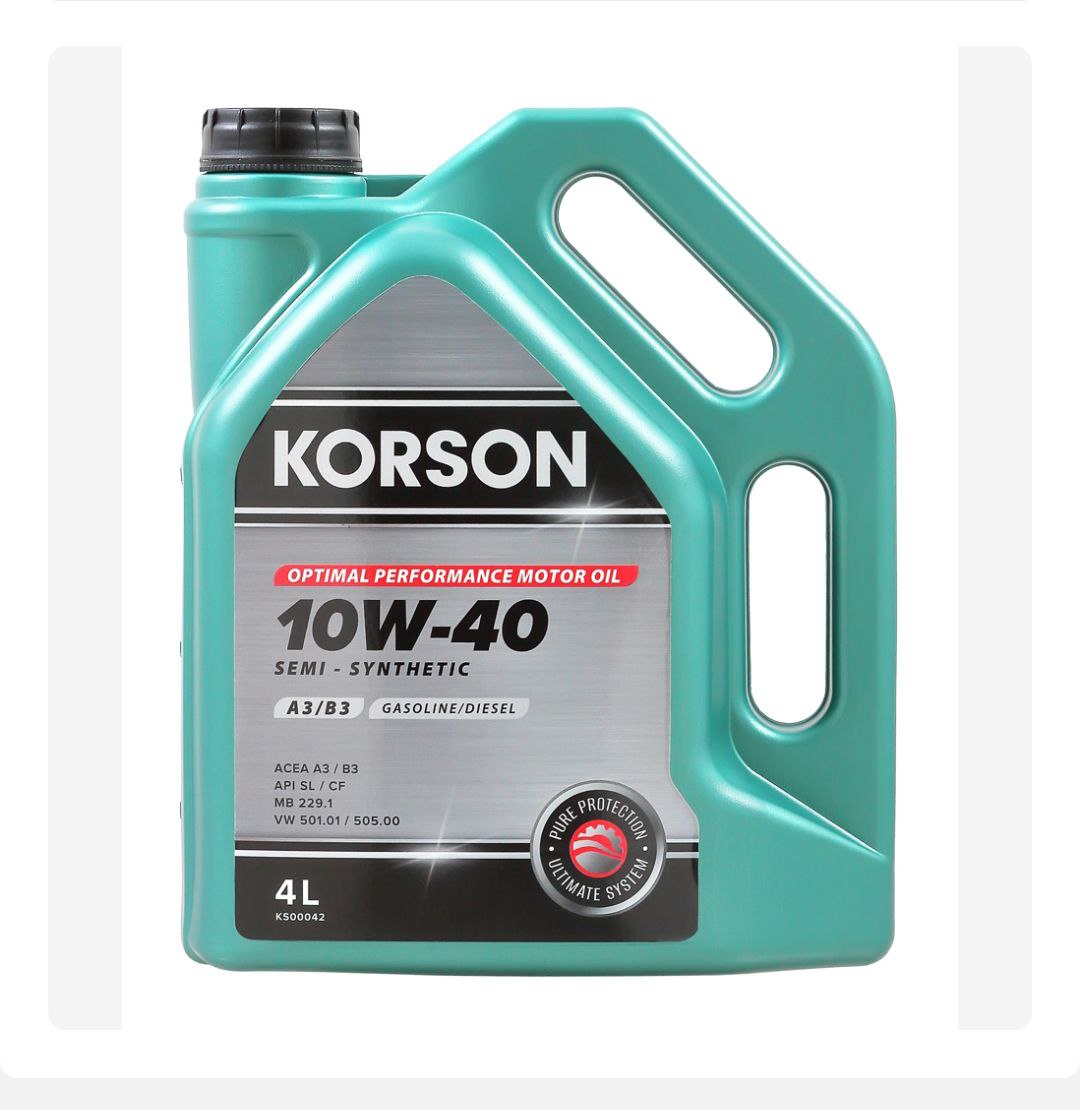 KORSON
OPTIMAL PERFORMANCE MOTOR OIL
10W-40
SEMI - SYNTHETIC
A3/B3 GASOLINE/DIESEL
ACEA A3 / B3
API SL / CF
MB 229.1
VW 501.01 / 505.00
PURE PROTECTION
ULTIMATE SYSTEM
4L
KS00042